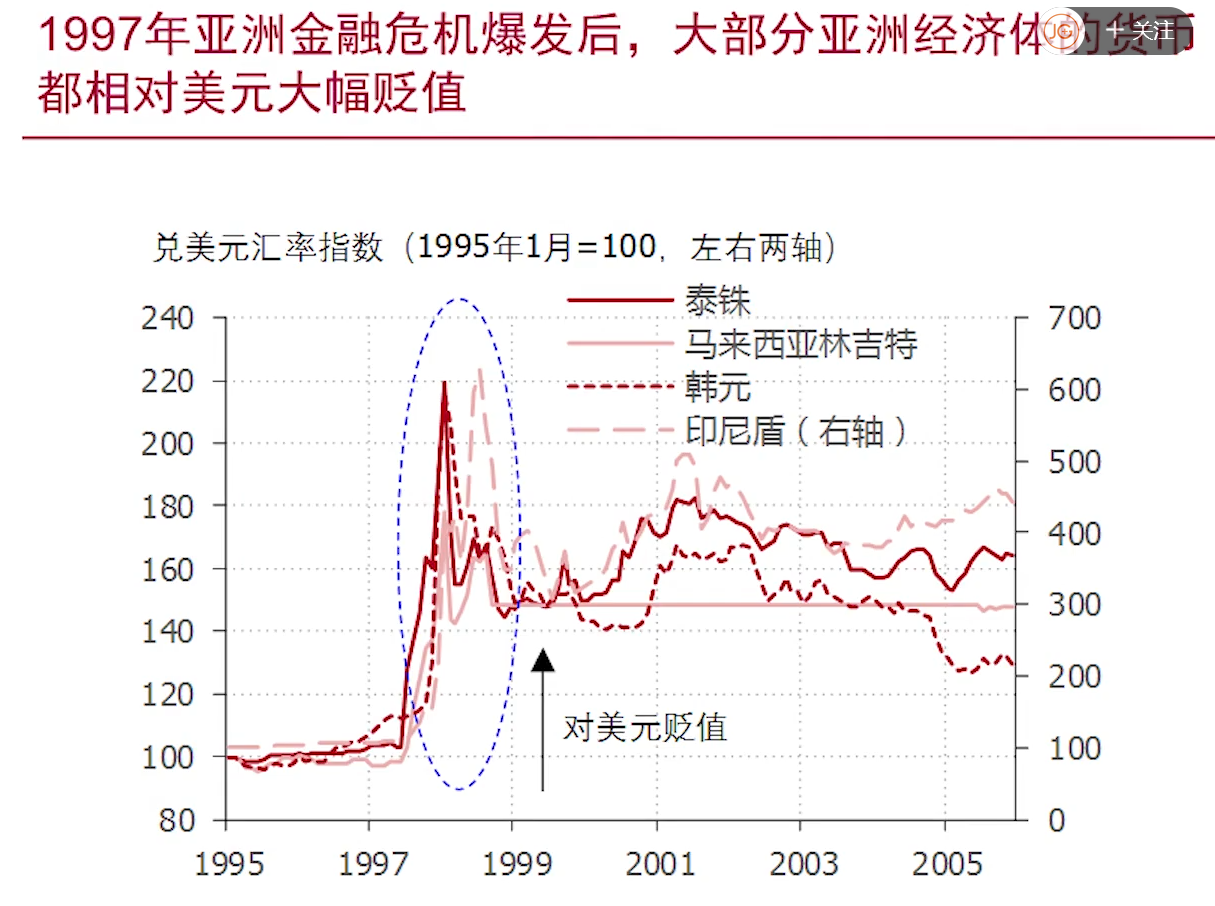 1997年亚洲金融危机爆发后，大部分亚洲经济体的货币
都相对美元大幅贬值
JG
+ 关注
兑美元汇率指数（1995年1月=100，左右两轴）
泰铢
马来西亚林吉特
韩元
印尼盾（右轴）
240
220
200
180
160
140
120
100
80
700
600
500
400
300
200
100
0
对美元贬值
1995 1997 1999 2001 2003 2005